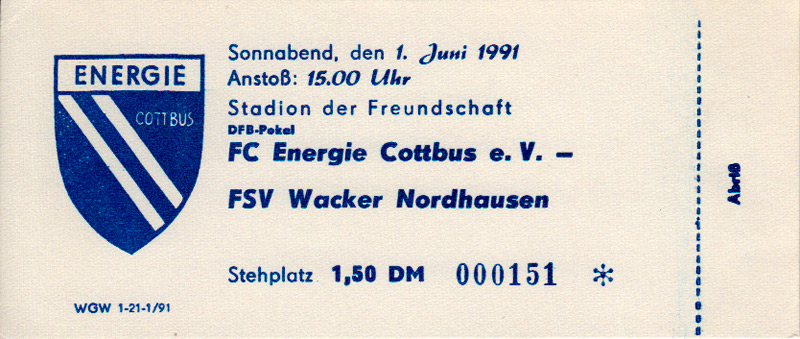 ENERGIE
COTTBUS
Sonnabend, den 1. Juni 1991
Anstoß: 15.00 Uhr
Stadion der Freundschaft
DFB-Pokal
FC Energie Cottbus e. V. –
FSV Wacker Nordhausen
Stehplatz 1,50 DM 000151 *
WGW 1-21-1/91
Abriß